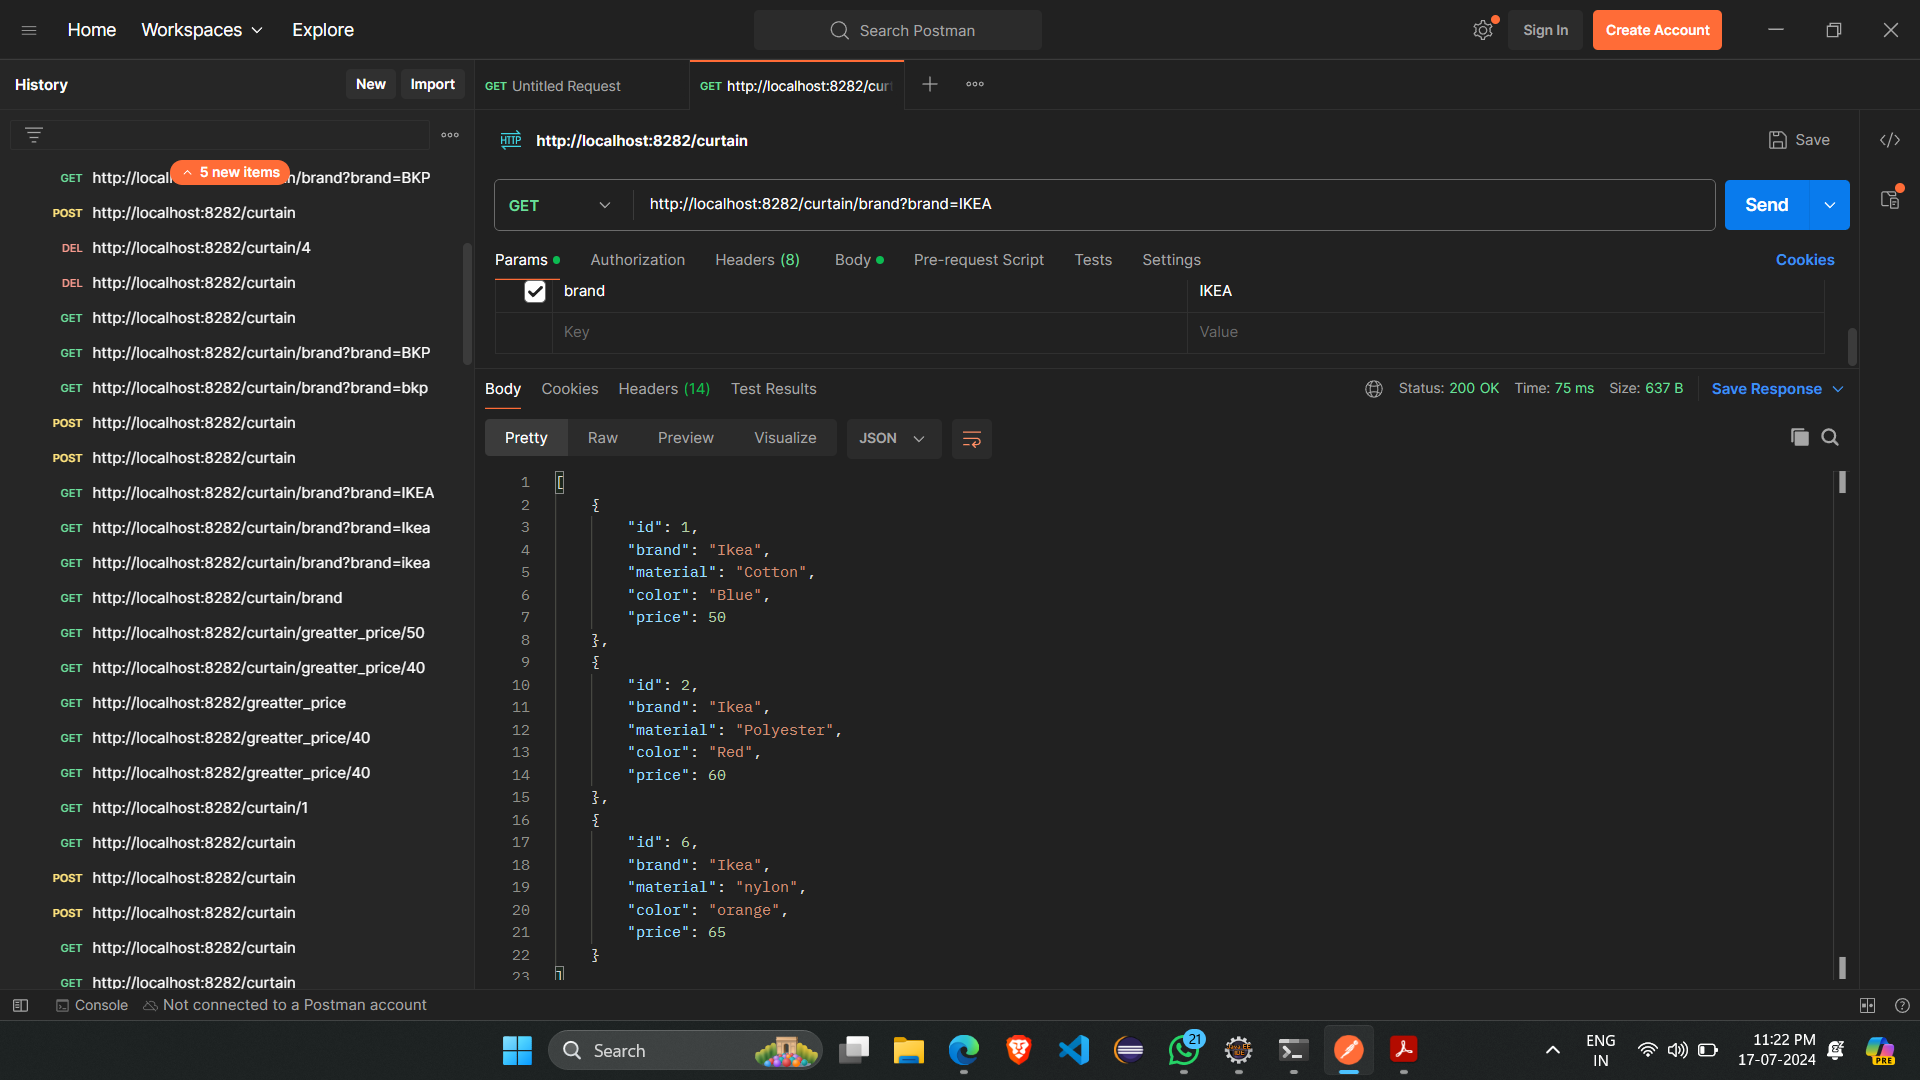 Home Workspaces Explore
Search Postman
Sign In Create Account
History New Import
GET Untitled Request
GET http://localhost:8282/cur
HTTP http://localhost:8282/curtain
Save
5 new items
GET http://locall n/brand?brand=BKP
POST http://localhost:8282/curtain
DEL http://localhost:8282/curtain/4
DEL http://localhost:8282/curtain
GET http://localhost:8282/curtain
GET http://localhost:8282/curtain/brand?brand=BKP
GET http://localhost:8282/curtain/brand?brand=bkp
POST http://localhost:8282/curtain
POST http://localhost:8282/curtain
GET http://localhost:8282/curtain/brand?brand=IKEA
GET http://localhost:8282/curtain/brand?brand=Ikea
GET http://localhost:8282/curtain/brand?brand=ikea
GET http://localhost:8282/curtain/brand
GET http://localhost:8282/curtain/greatter_price/50
GET http://localhost:8282/curtain/greatter_price/40
GET http://localhost:8282/greatter_price
GET http://localhost:8282/greatter_price/40
GET http://localhost:8282/greatter_price/40
GET http://localhost:8282/curtain/1
GET http://localhost:8282/curtain
POST http://localhost:8282/curtain
POST http://localhost:8282/curtain
GET http://localhost:8282/curtain
GET http://localhost:8282/curtain
GET http://localhost:8282/curtain/brand?brand=IKEA
Send
Params Authorization Headers (8) Body Pre-request Script Tests Settings Cookies
brand IKEA
Key Value
Body Cookies Headers (14) Test Results
Status: 200 OK Time: 75 ms Size: 637 B Save Response
Pretty Raw Preview Visualize JSON
1 [
2 {
3 "id": 1,
4 "brand": "Ikea",
5 "material": "Cotton",
6 "color": "Blue",
7 "price": 50
8 },
9 {
10 "id": 2,
11 "brand": "Ikea",
12 "material": "Polyester",
13 "color": "Red",
14 "price": 60
15 },
16 {
17 "id": 6,
18 "brand": "Ikea",
19 "material": "nylon",
20 "color": "orange",
21 "price": 65
22 }
23 ]
Console Not connected to a Postman account
Search
21
PRE
ENG
IN
11:22 PM
17-07-2024